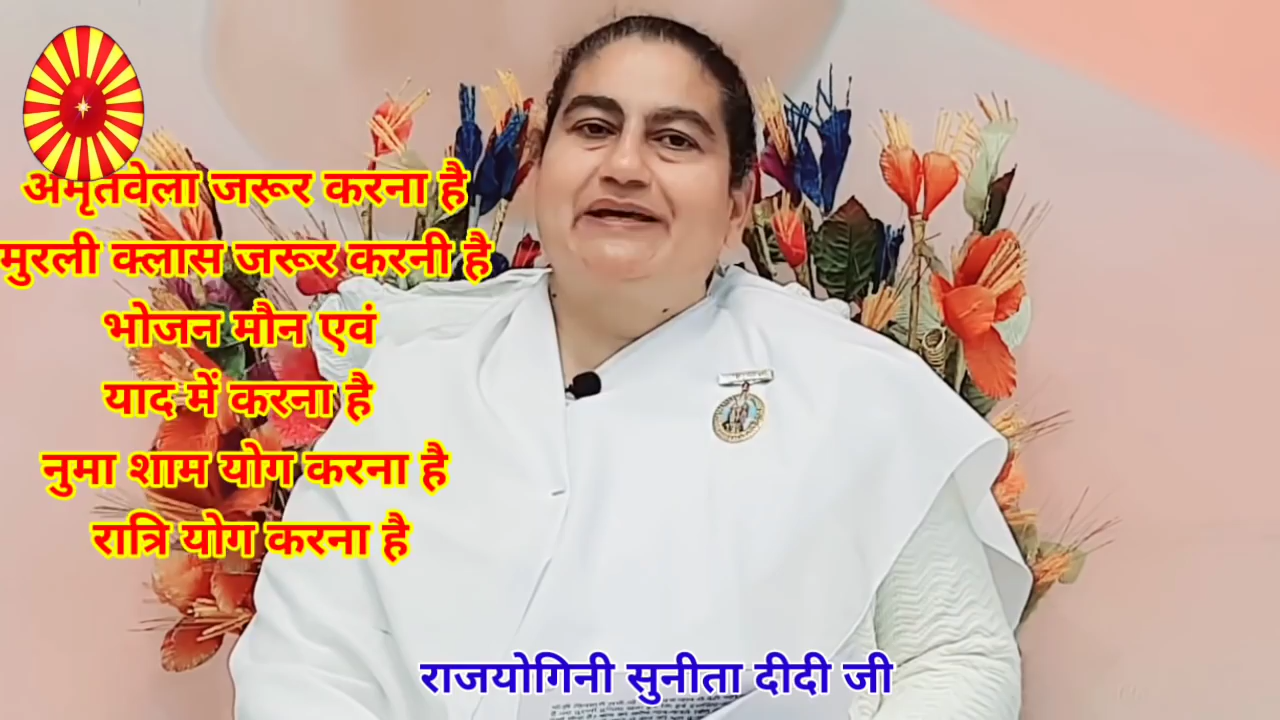 अमृतवेला जरूर करना है
मुरली क्लास जरूर करनी है
भोजन मौन एवं
याद में करना है
नुमा शाम योग करना है
रात्रि योग करना है
राजयोगिनी सुनीता दीदी जी